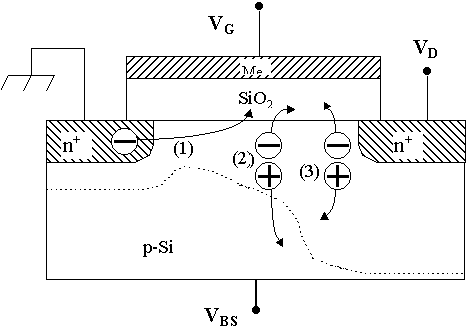 V_G
V_D
Me
SiO₂
n⁺ (1) (2) (3) n⁺
p-Si
V_BS